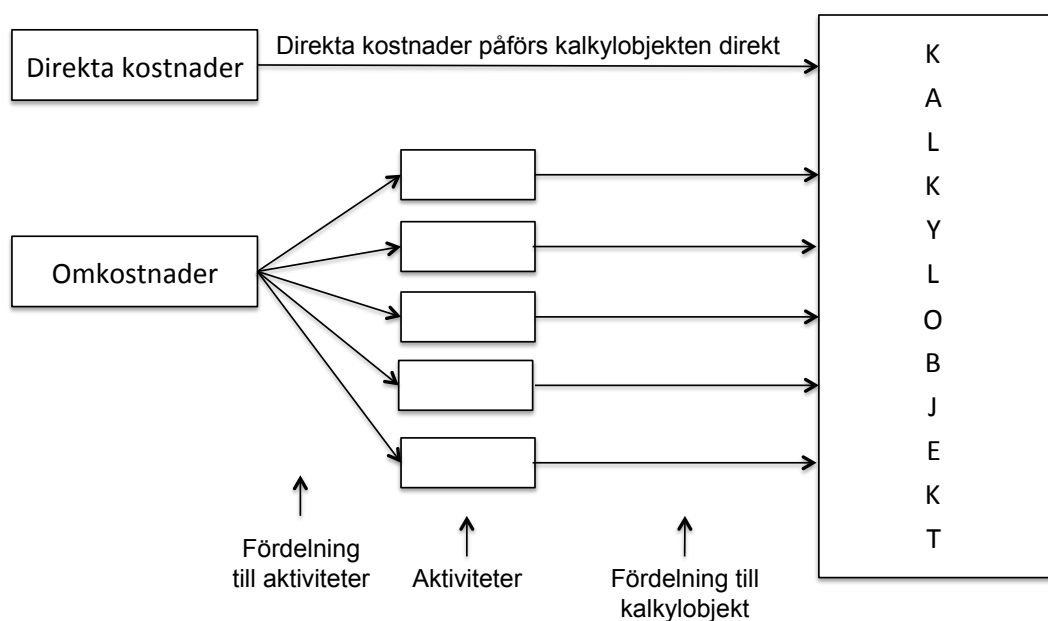 Direkta kostnader
Direkta kostnader påförs kalkylobjekten direkt
Omkostnader
K
A
L
K
Y
L
O
B
J
E
K
T
Fördelning
till aktiviteter
Aktiviteter
Fördelning till
kalkylobjekt